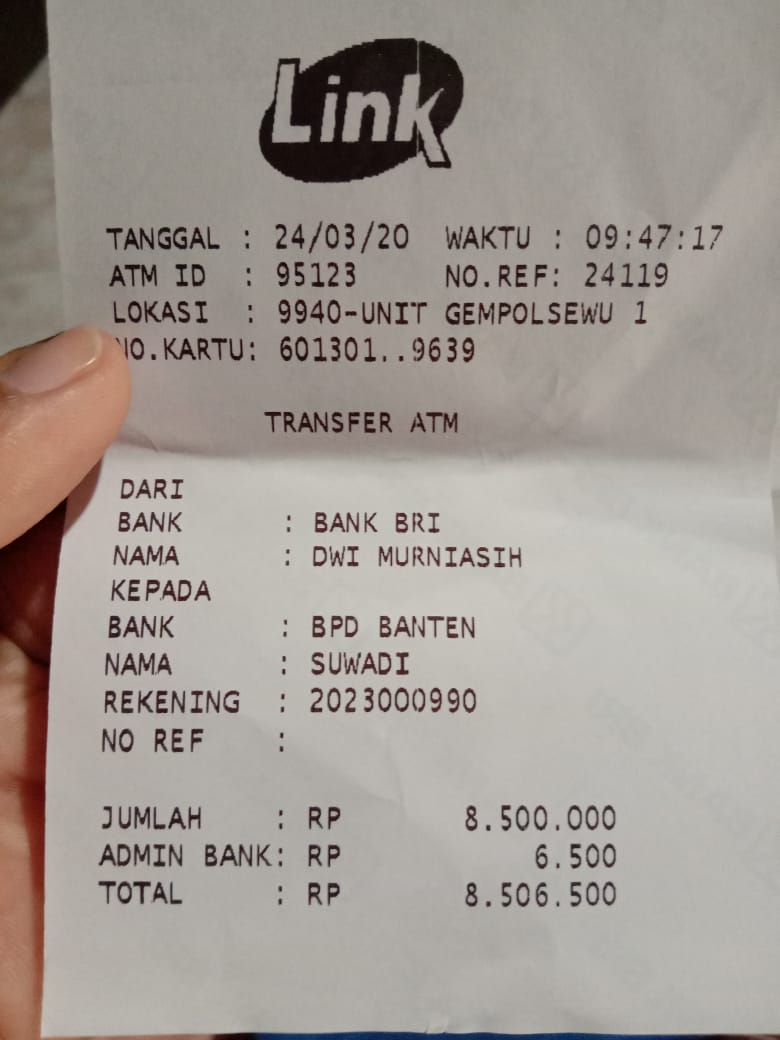 Link
TANGGAL : 24/03/20 WAKTU : 09:47:17
ATM ID : 95123 NO.REF: 24119
LOKASI : 9940-UNIT GEMPOLSEWU 1
NO.KARTU: 601301..9639
TRANSFER ATM
DARI
BANK : BANK BRI
NAMA : DWI MURNIASIH
KEPADA
BANK : BPD BANTEN
NAMA : SUWADI
REKENING : 2023000990
NO REF :
JUMLAH : RP 8.500.000
ADMIN BANK: RP 6.500
TOTAL : RP 8.506.500